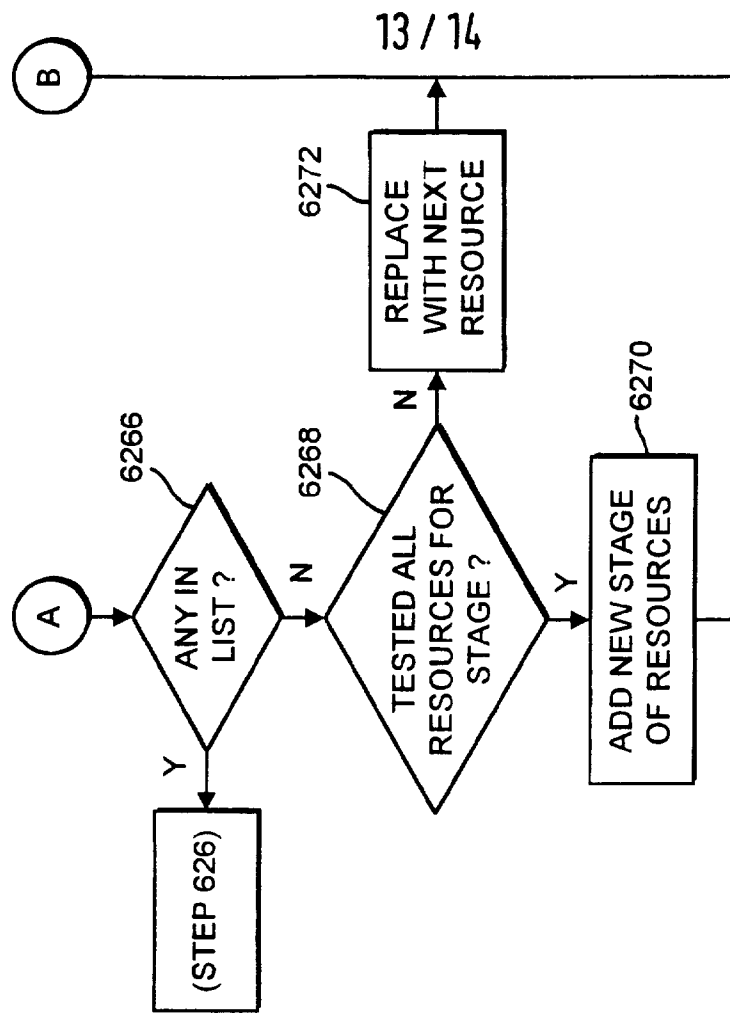 13 / 14
A
B
6266
ANY IN
LIST ?
Y
(STEP 626)
N
6268
TESTED ALL
RESOURCES FOR
STAGE ?
N
6272
REPLACE
WITH NEXT
RESOURCE
Y
6270
ADD NEW STAGE
OF RESOURCES